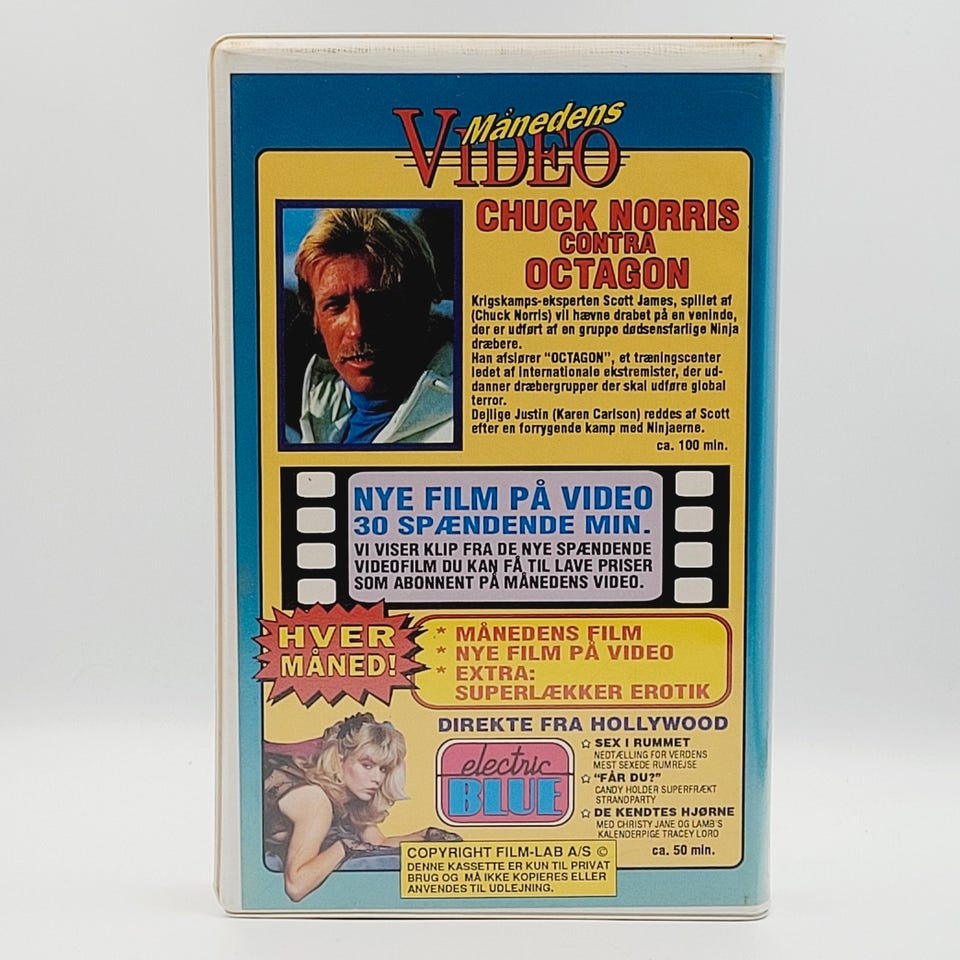 Månedens
VIDEO
CHUCK NORRIS
CONTRA
OCTAGON
Krigskamps-eksperten Scott James, spillet af
(Chuck Norris) vil hævne drabet på en veninde,
der er udført af en gruppe dødsensfarlige Ninja
dræbere.
Han afslører "OCTAGON", et træningscenter
ledet af Internationale ekstremister, der ud-
danner dræbergrupper der skal udføre global
terror.
Dejlige Justin (Karen Carlson) reddes af Scott
efter en forrygende kamp med Ninjaerne.
ca. 100 min.
NYE FILM PÅ VIDEO
30 SPÆNDENDE MIN.
VI VISER KLIP FRA DE NYE SPÆNDENDE
VIDEOFILM DU KAN FÅ TIL LAVE PRISER
SOM ABONNENT PÅ MÅNEDENS VIDEO.
HVER
MÅNED!
* MÅNEDENS FILM
* NYE FILM PÅ VIDEO
* EXTRA:
SUPERLÆKKER EROTIK
DIREKTE FRA HOLLYWOOD
electric
BLUE
☆ SEX I RUMMET
NEDTÆLLING FOR VERDENS
MEST SEXEDE RUMREJSE
☆ "FÅR DU?"
CANDY HOLDER SUPERFRÆKT
STRANDPARTY
☆ DE KENDTES HJØRNE
MED CHRISTY JANE OG LAMB'S
KALENDERPIGE TRACEY LORD
ca. 50 min.
COPYRIGHT FILM-LAB A/S ©
DENNE KASSETTE ER KUN TIL PRIVAT
BRUG OG MÅ IKKE KOPIERES ELLER
ANVENDES TIL UDLEJNING.